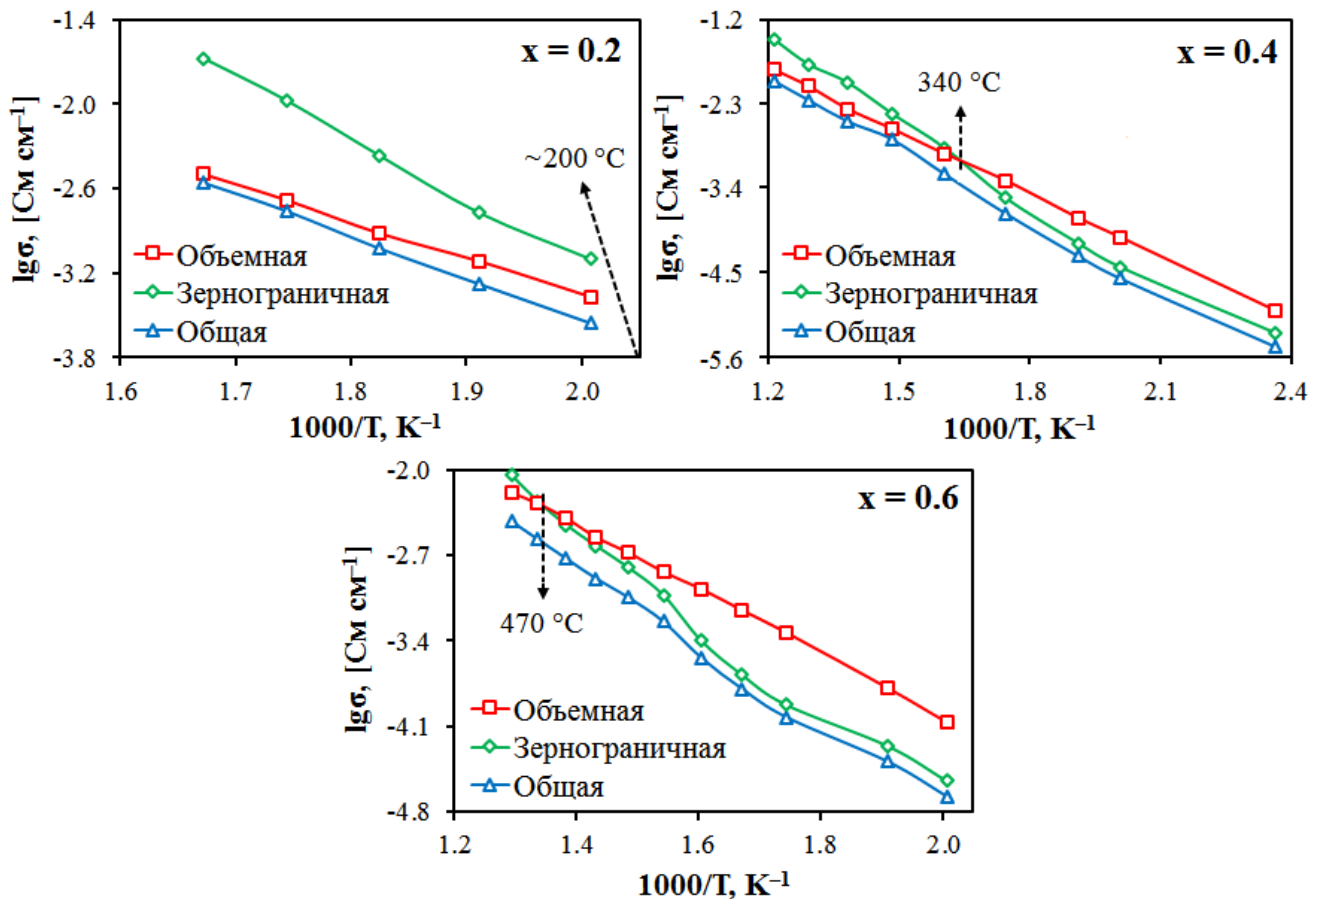 -1.4
-2.0
-2.6
-3.2
-3.8
lgσ, [См см⁻¹]
x = 0.2
~200 °C
Объемная
Зернограничная
Общая
1.6 1.7 1.8 1.9 2.0
1000/T, K⁻¹
-1.2
-2.3
-3.4
-4.5
-5.6
lgσ, [См см⁻¹]
x = 0.4
340 °C
Объемная
Зернограничная
Общая
1.2 1.5 1.8 2.1 2.4
1000/T, K⁻¹
-2.0
-2.7
-3.4
-4.1
-4.8
lgσ, [См см⁻¹]
x = 0.6
470 °C
Объемная
Зернограничная
Общая
1.2 1.4 1.6 1.8 2.0
1000/T, K⁻¹